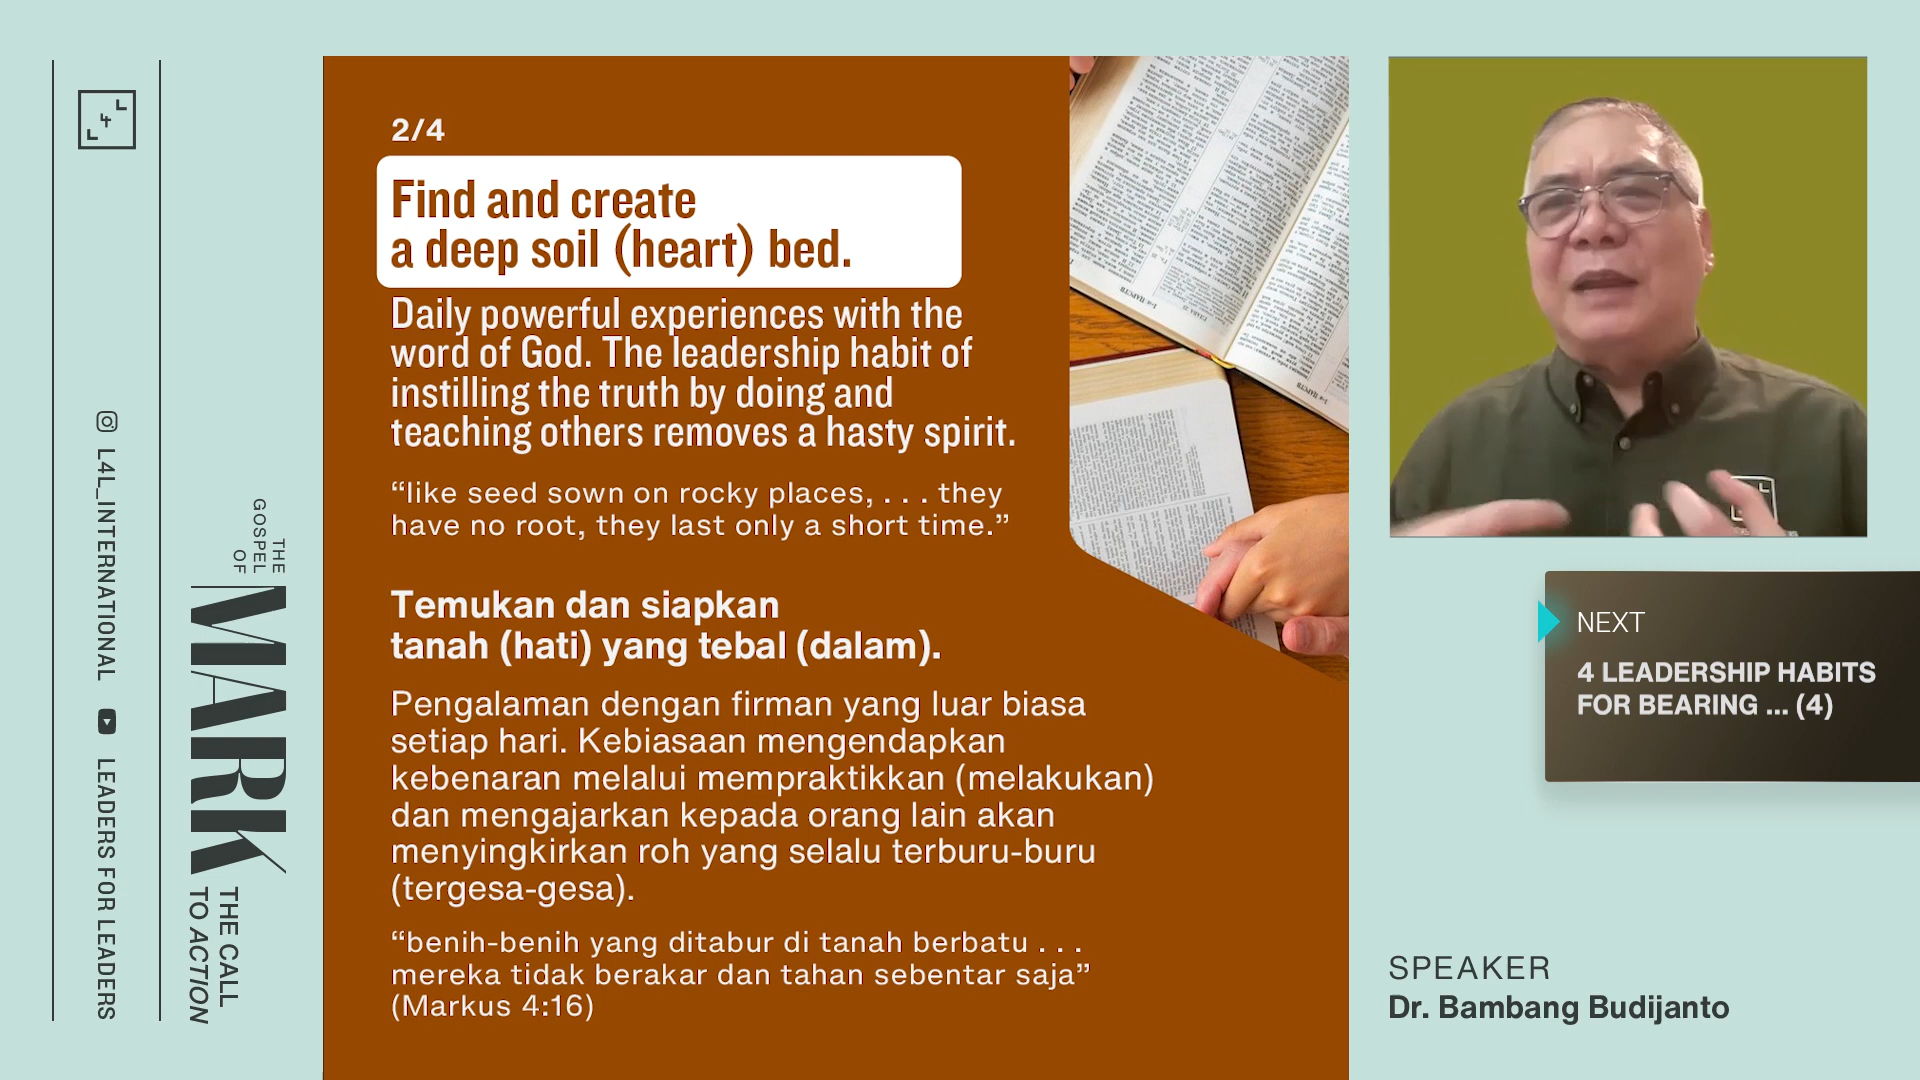 L4L_INTERNATIONAL
LEADERS FOR LEADERS
THE
GOSPEL
OF
MARK
THE CALL
TO ACTION
2/4
Find and create
a deep soil (heart) bed.
Daily powerful experiences with the
word of God. The leadership habit of
instilling the truth by doing and
teaching others removes a hasty spirit.
“like seed sown on rocky places, . . . they
have no root, they last only a short time.”
Temukan dan siapkan
tanah (hati) yang tebal (dalam).
Pengalaman dengan firman yang luar biasa
setiap hari. Kebiasaan mengendapkan
kebenaran melalui mempraktikkan (melakukan)
dan mengajarkan kepada orang lain akan
menyingkirkan roh yang selalu terburu-buru
(tergesa-gesa).
“benih-benih yang ditabur di tanah berbatu . . .
mereka tidak berakar dan tahan sebentar saja”
(Markus 4:16)
NEXT
4 LEADERSHIP HABITS
FOR BEARING ... (4)
SPEAKER
Dr. Bambang Budijanto